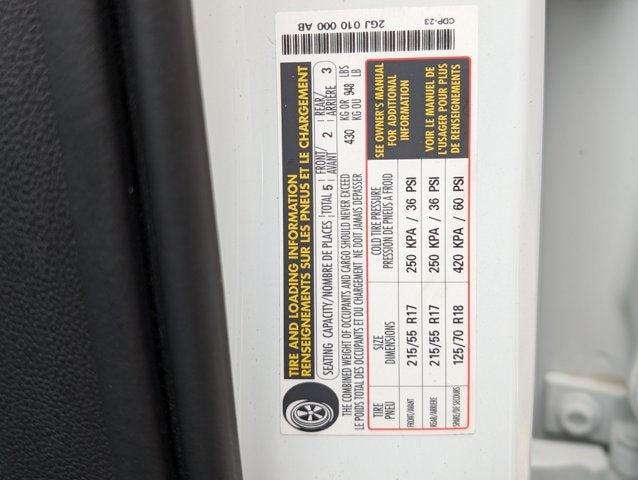 2GJ 010 000 AB
CDP-23
TIRE AND LOADING INFORMATION
RENSEIGNEMENTS SUR LES PNEUS ET LE CHARGEMENT
SEATING CAPACITY/NOMBRE DE PLACES TOTAL 5 FRONT/AVANT 2 REAR/ARRIÈRE 3
THE COMBINED WEIGHT OF OCCUPANTS AND CARGO SHOULD NEVER EXCEED 430 KG OR 948 LBS
LE POIDS TOTAL DES OCCUPANTS ET DU CHARGEMENT NE DOIT JAMAIS DEPASSER KG OU LB
TIRE SIZE COLD TIRE PRESSURE
PNEU DIMENSIONS PRESSION DE PNEUS À FROID
FRONT/AVANT 215/55 R17 250 KPA / 36 PSI
REAR/ARRIÈRE 215/55 R17 250 KPA / 36 PSI
SPARE/DE SECOURS 125/70 R18 420 KPA / 60 PSI
SEE OWNER'S MANUAL
FOR ADDITIONAL
INFORMATION
VOIR LE MANUEL DE
L'USAGER POUR PLUS
DE RENSEIGNEMENTS